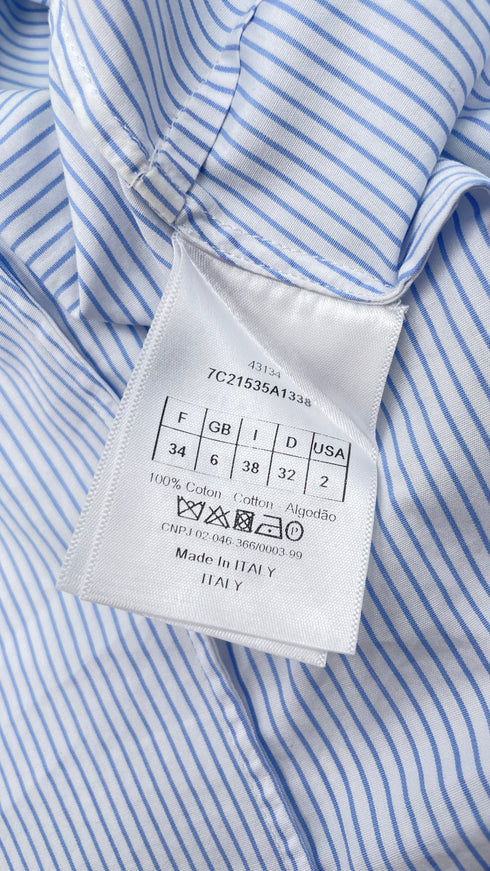 43134
7C21535A1338
F GB I D USA
34 6 38 32 2
100% Coton Cotton Algodão
P
CNPJ 02-046-366/0003-99
Made In ITALY
ITALY